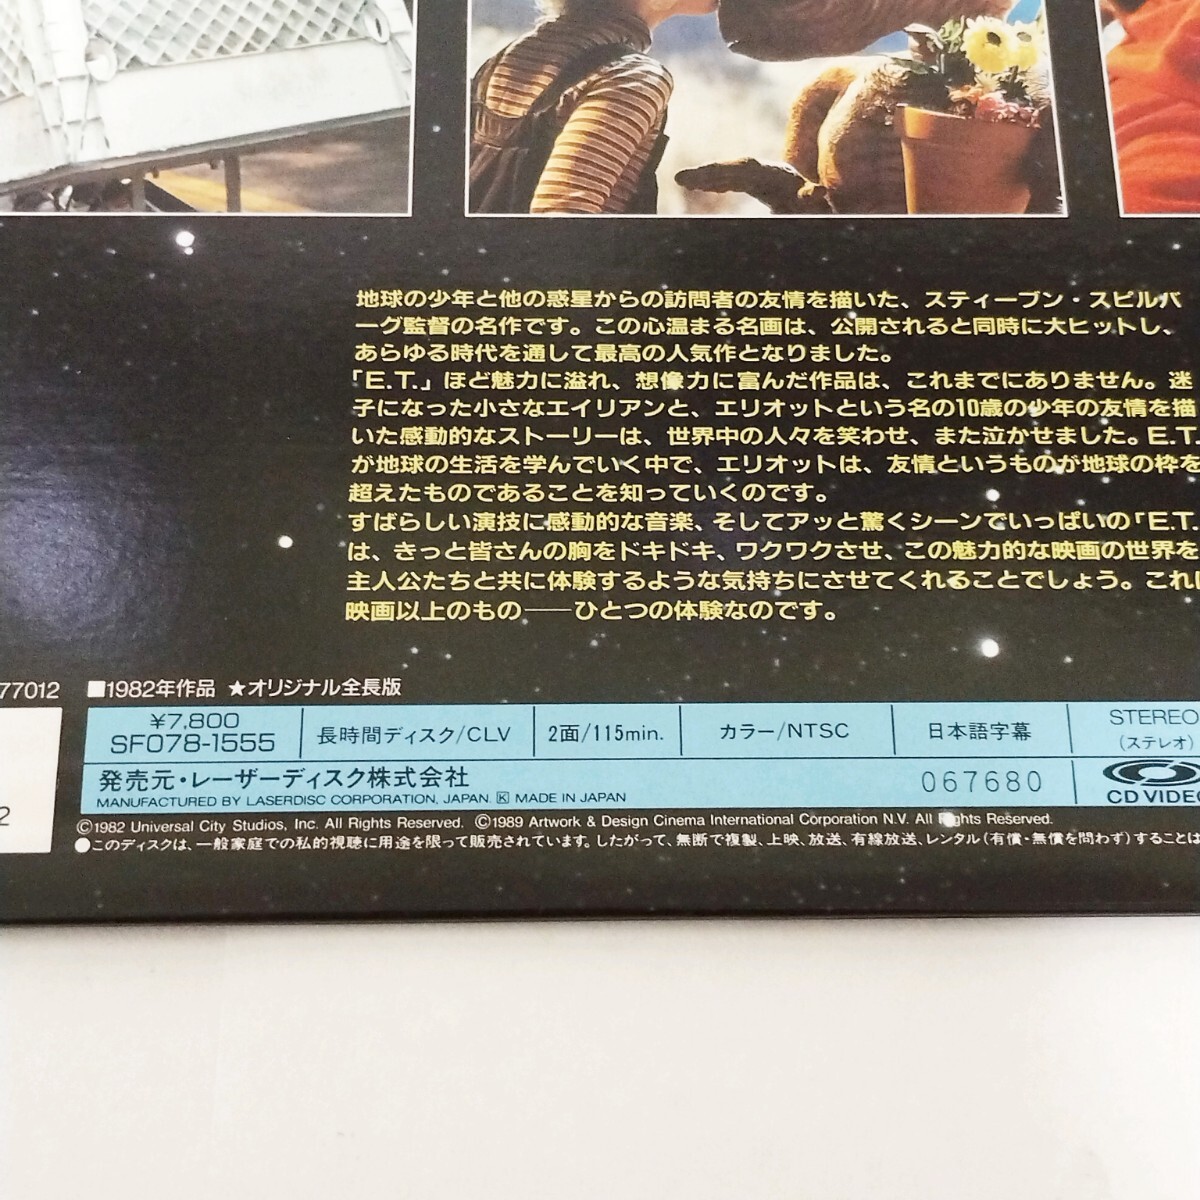 地球の少年と他の惑星からの訪問者の友情を描いた、スティーブン・スピルバ
ーグ監督の名作です。この心温まる名画は、公開されると同時に大ヒットし、
あらゆる時代を通して最高の人気作となりました。
「E.T.」ほど魅力に溢れ、想像力に富んだ作品は、これまでにありません。迷
子になった小さなエイリアンと、エリオットという名の10歳の少年の友情を描
いた感動的なストーリーは、世界中の人々を笑わせ、また泣かせました。E.T.
が地球の生活を学んでいく中で、エリオットは、友情というものが地球の枠を
超えたものであることを知っていくのです。
すばらしい演技に感動的な音楽、そしてアッと驚くシーンでいっぱいの「E.T.
は、きっと皆さんの胸をドキドキ、ワクワクさせ、この魅力的な映画の世界を
主人公たちと共に体験するような気持ちにさせてくれることでしょう。これ
映画以上のもの──ひとつの体験なのです。
77012 ■1982年作品 ★オリジナル全長版
¥7,800
SF078-1555
長時間ディスク/CLV
2面/115min.
カラー/NTSC
日本語字幕
STEREO
(ステレオ)
発売元・レーザーディスク株式会社
067680
MANUFACTURED BY LASERDISC CORPORATION, JAPAN. 🄺 MADE IN JAPAN
CD VIDEO
2
©1982 Universal City Studios, Inc. All Rights Reserved. ©1989 Artwork & Design Cinema International Corporation N.V. All Rights Reserved.
●このディスクは、一般家庭での私的視聴に用途を限って販売されています。したがって、無断で複製、上映、放送、有線放送、レンタル(有償・無償を問わず)することは